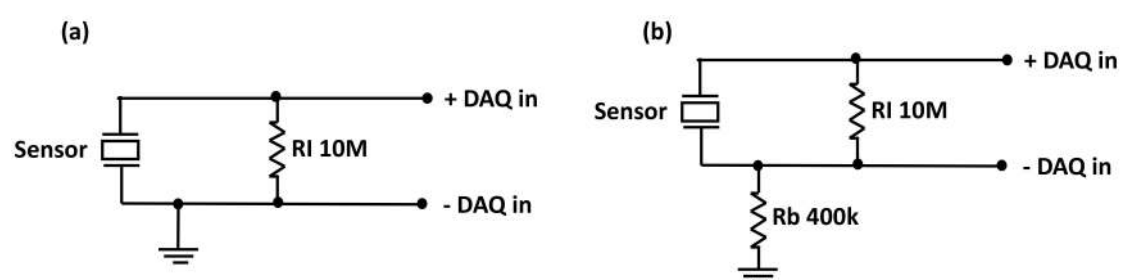 (a)
+ DAQ in
Sensor
RI 10M
- DAQ in
(b)
+ DAQ in
Sensor
RI 10M
- DAQ in
Rb 400k